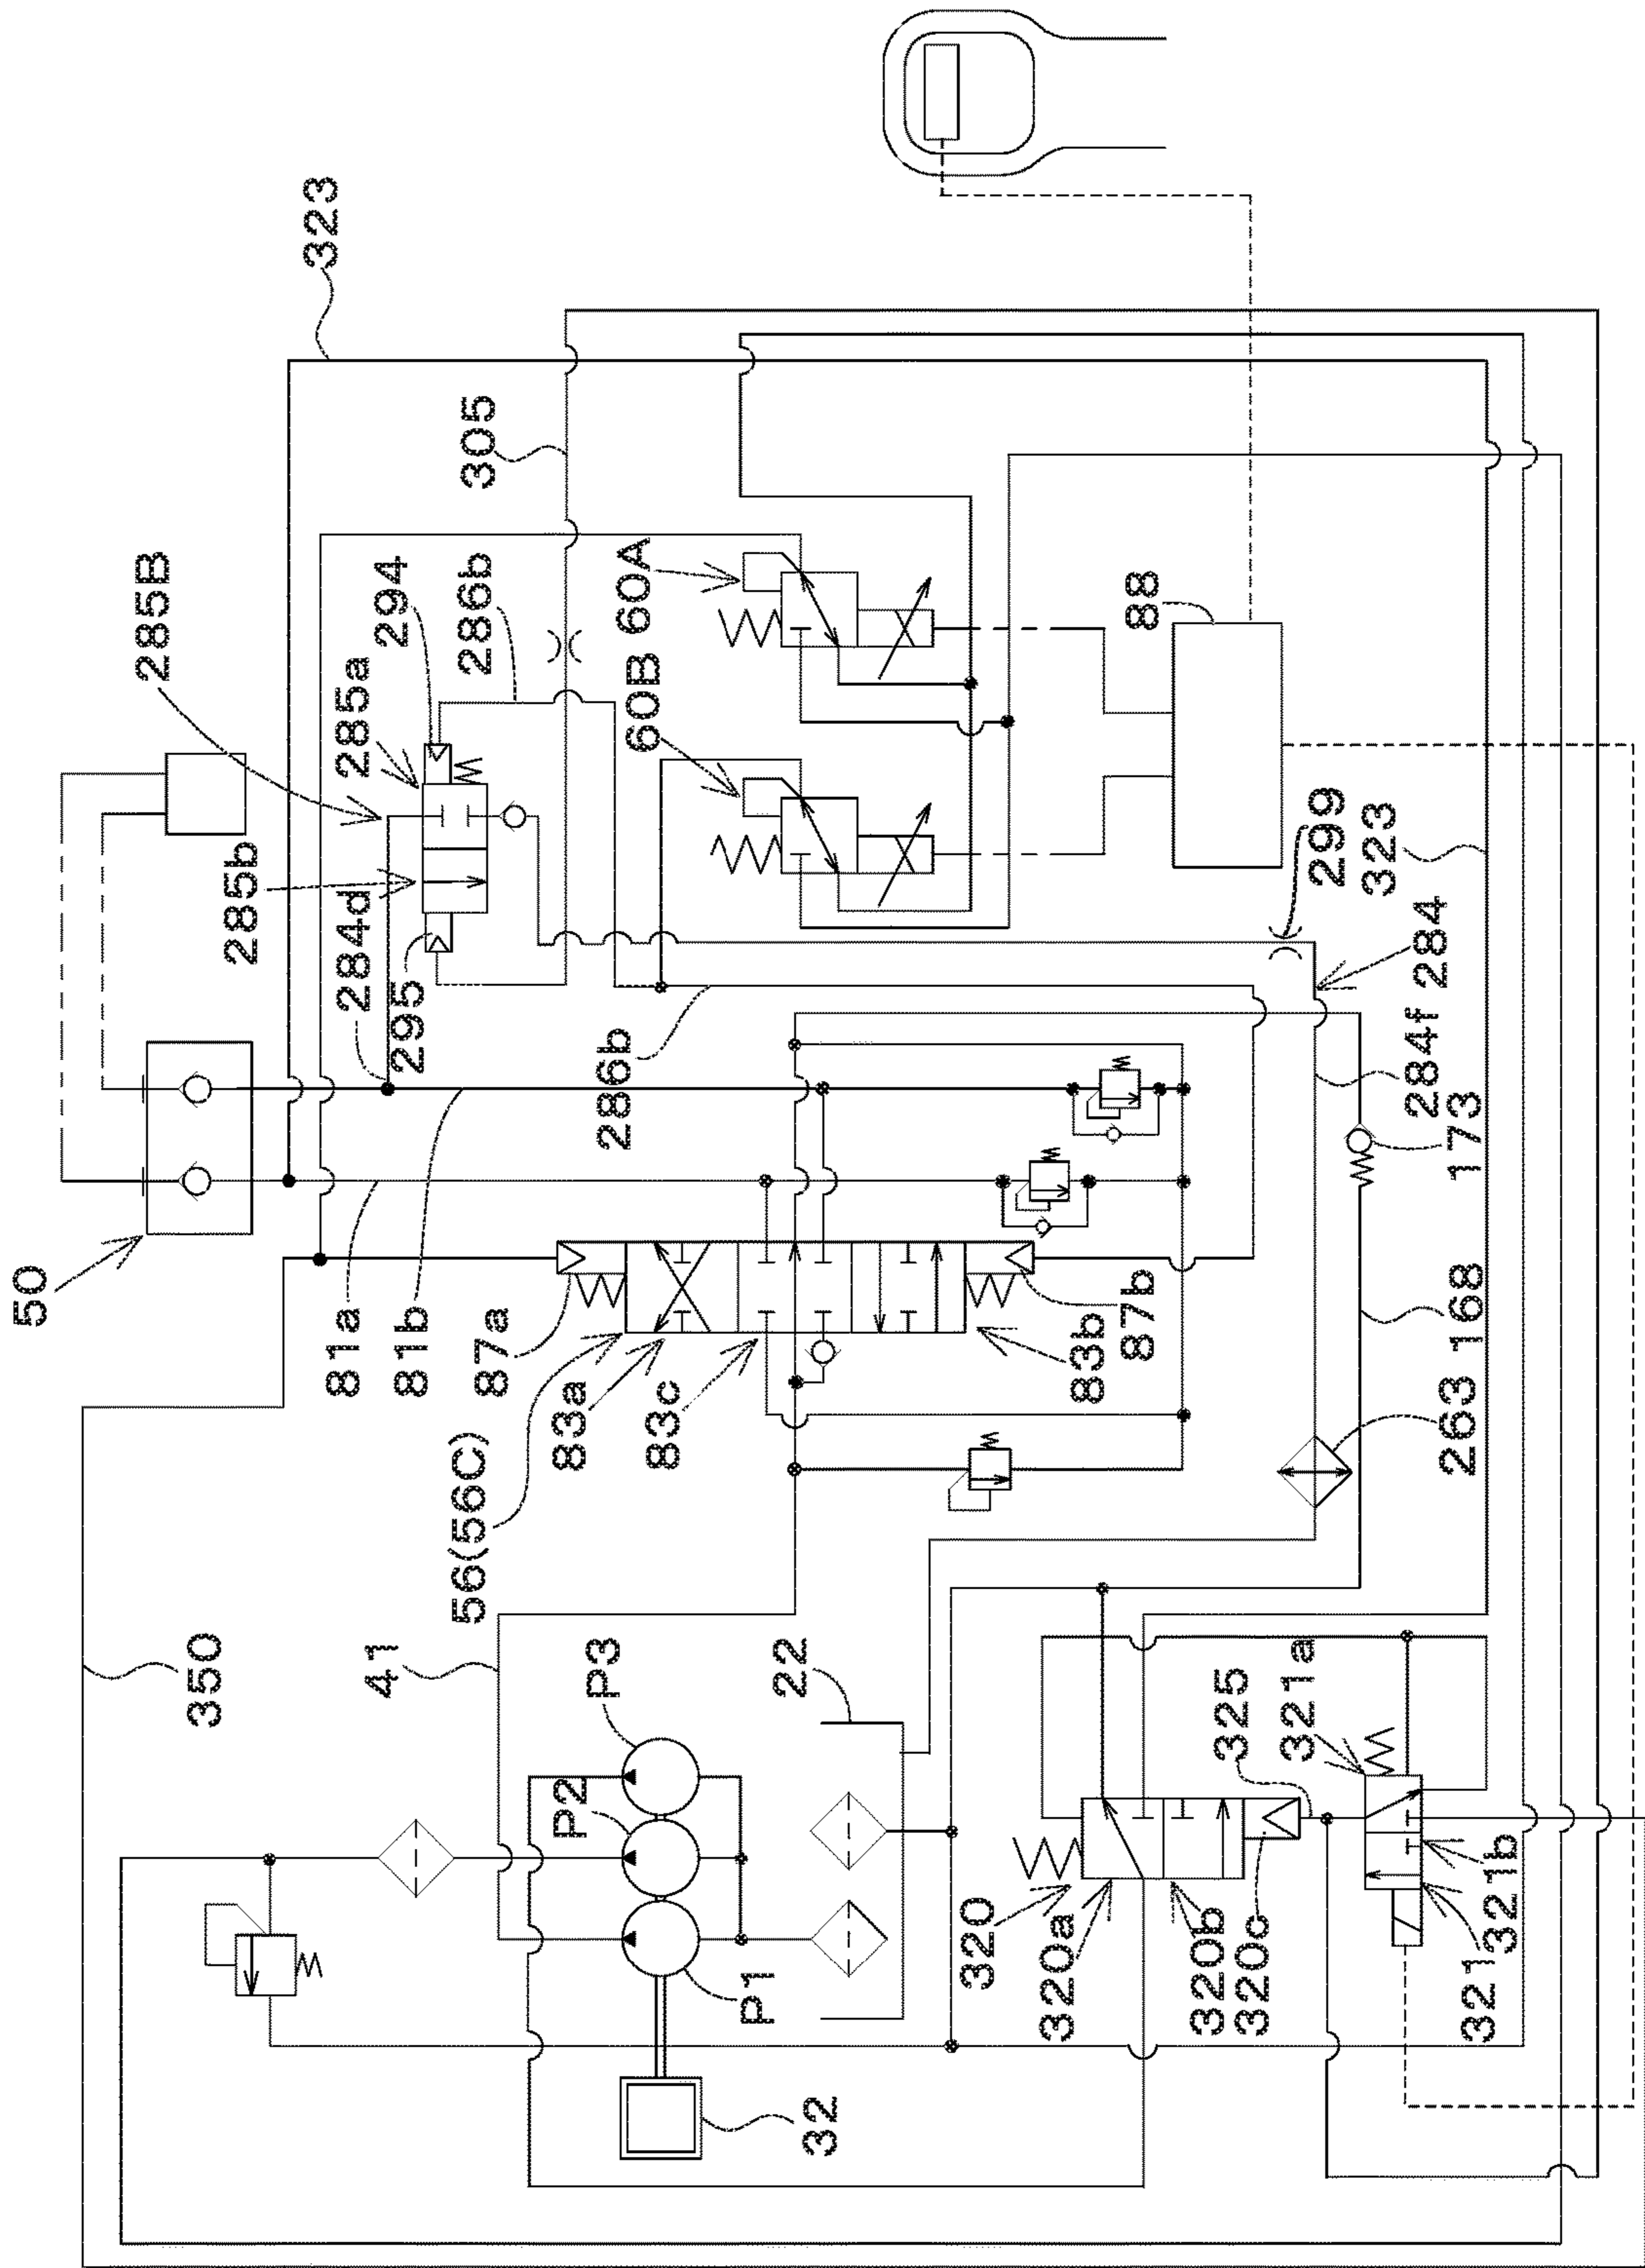 50
350
41
56(56C)
83a
83c
87a
81a
81b
285B
285b
284d
295
285a
294
286b
305
323
60A
60B
286b
88
83b
87b
299
323
284
284f
173
168
263
P3
P2
P1
32
22
325
321a
320
320a
320b
320c
321
321b